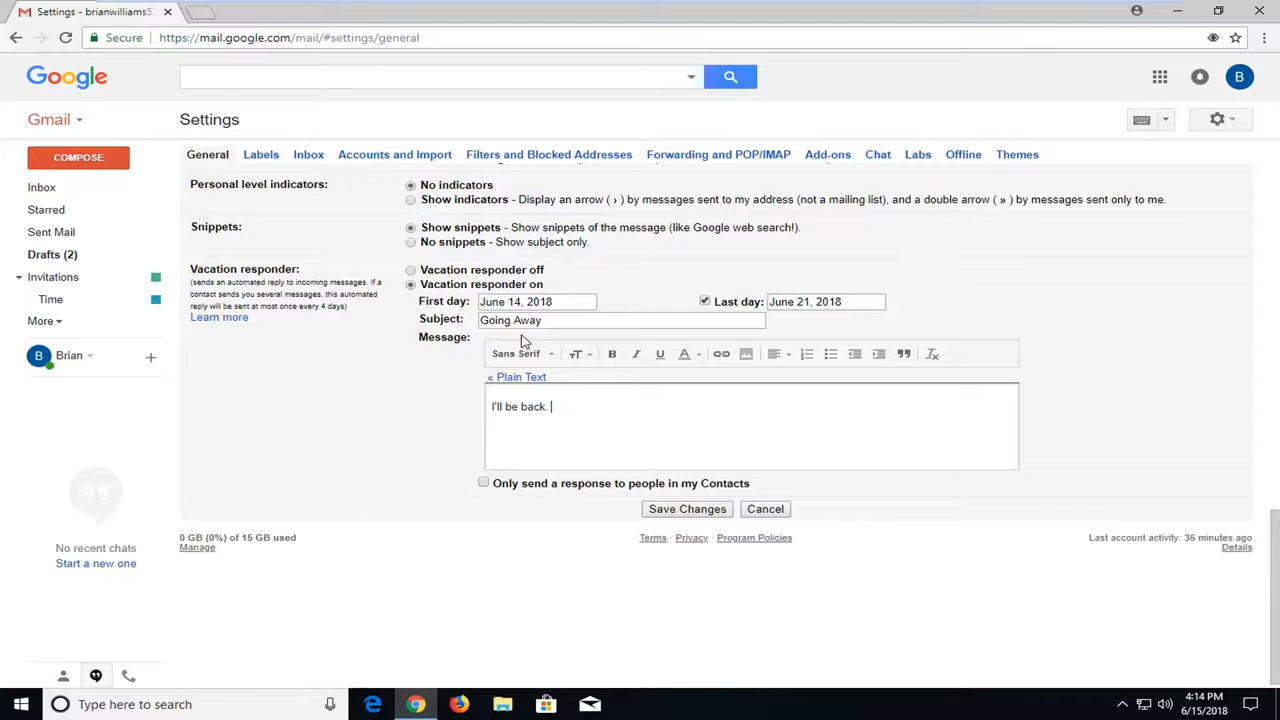 Settings - brianwilliams5
Secure
https://mail.google.com/mail/#settings/general
Google
B
Gmail
Settings
COMPOSE
General Labels Inbox Accounts and Import Filters and Blocked Addresses Forwarding and POP/IMAP Add-ons Chat Labs Offline Themes
Inbox
Starred
Sent Mail
Drafts (2)
Invitations
Time
More
B Brian
No recent chats
Start a new one
Personal level indicators:
No indicators
Show indicators - Display an arrow ( › ) by messages sent to my address (not a mailing list), and a double arrow ( » ) by messages sent only to me.
Snippets:
Show snippets - Show snippets of the message (like Google web search!).
No snippets - Show subject only.
Vacation responder:
(sends an automated reply to incoming messages. If a
contact sends you several messages, this automated
reply will be sent at most once every 4 days)
Learn more
Vacation responder off
Vacation responder on
First day: June 14, 2018 Last day: June 21, 2018
Subject: Going Away
Message:
Sans Serif
« Plain Text
I'll be back.
Only send a response to people in my Contacts
Save Changes Cancel
0 GB (0%) of 15 GB used
Manage
Terms - Privacy - Program Policies
Last account activity: 36 minutes ago
Details
Type here to search
4:14 PM
6/15/2018